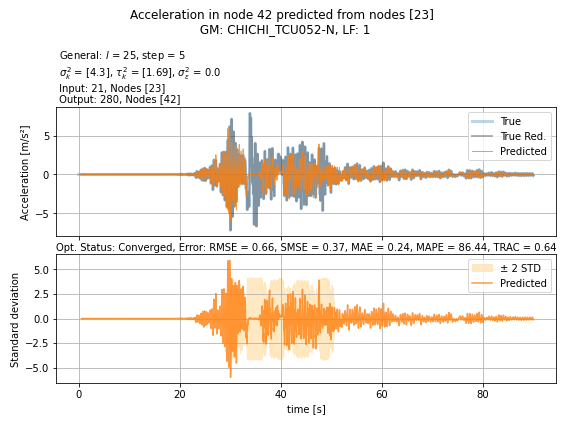 Acceleration in node 42 predicted from nodes [23]
GM: CHICHI_TCU052-N, LF: 1
General: l = 25, step = 5
σ²ₖ = [4.3], τ²ₖ = [1.69], σ²ε = 0.0
Input: 21, Nodes [23]
Output: 280, Nodes [42]
Acceleration [m/s²]
5
0
−5
True
True Red.
Predicted
Opt. Status: Converged, Error: RMSE = 0.66, SMSE = 0.37, MAE = 0.24, MAPE = 86.44, TRAC = 0.64
Standard deviation
5.0
2.5
0.0
−2.5
−5.0
± 2 STD
Predicted
0 20 40 60 80
time [s]